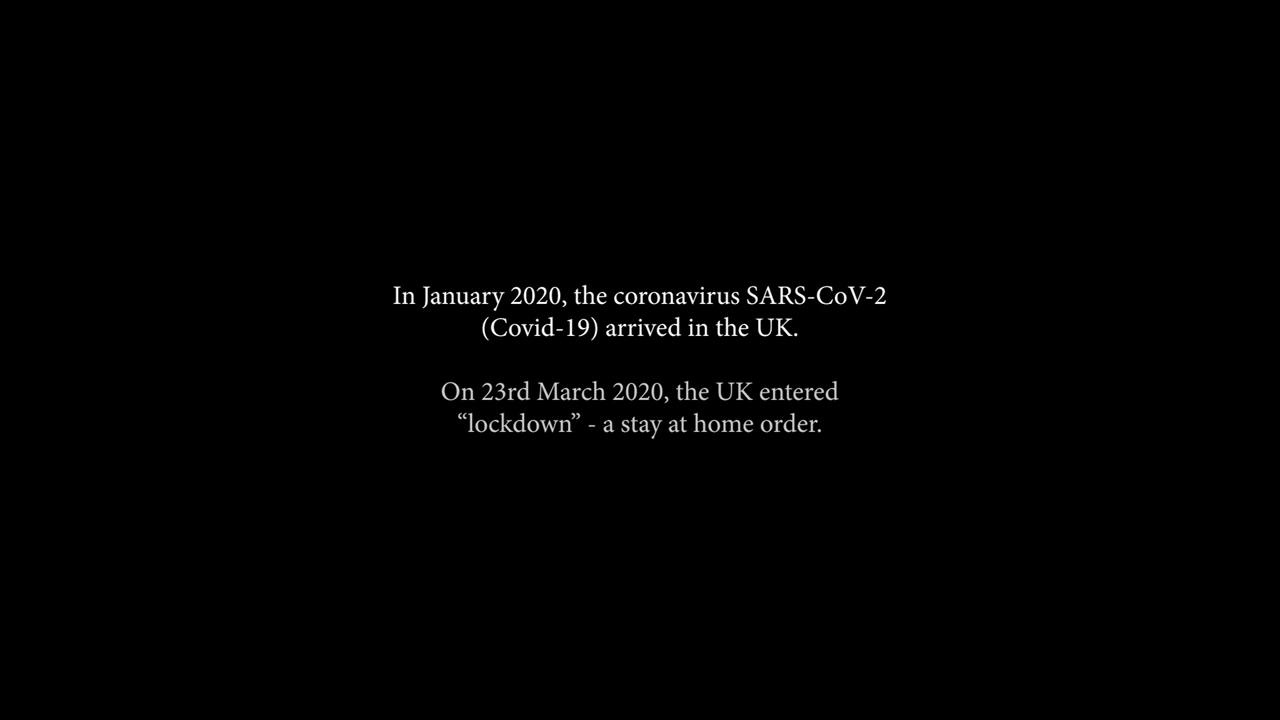 In January 2020, the coronavirus SARS-CoV-2
(Covid-19) arrived in the UK.
On 23rd March 2020, the UK entered
“lockdown” - a stay at home order.